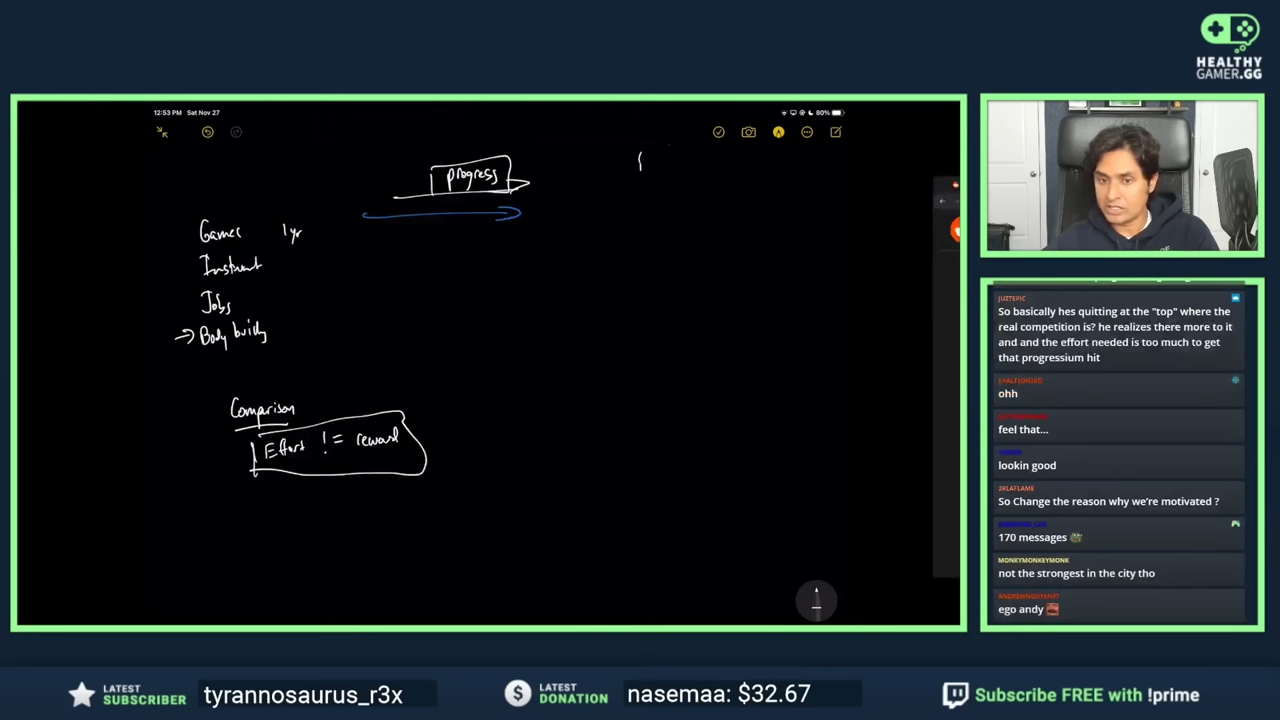 HEALTHY
GAMER.GG
12:53 PM Sat Nov 27
80%
progress
Games 1yr
Instrument
Jobs
→ Body building
Comparison
Effort != reward
JUZTEPIC
So basically hes quitting at the "top" where the
real competition is? he realizes there more to it
and and the effort needed is too much to get
that progressium hit
ohh
feel that...
lookin good
2KLAFLAME
So Change the reason why we're motivated ?
170 messages
MONKYMONKEYMONK
not the strongest in the city tho
ego andy
LATEST
SUBSCRIBER
tyrannosaurus_r3x
LATEST
DONATION
nasemaa: $32.67
Subscribe FREE with !prime